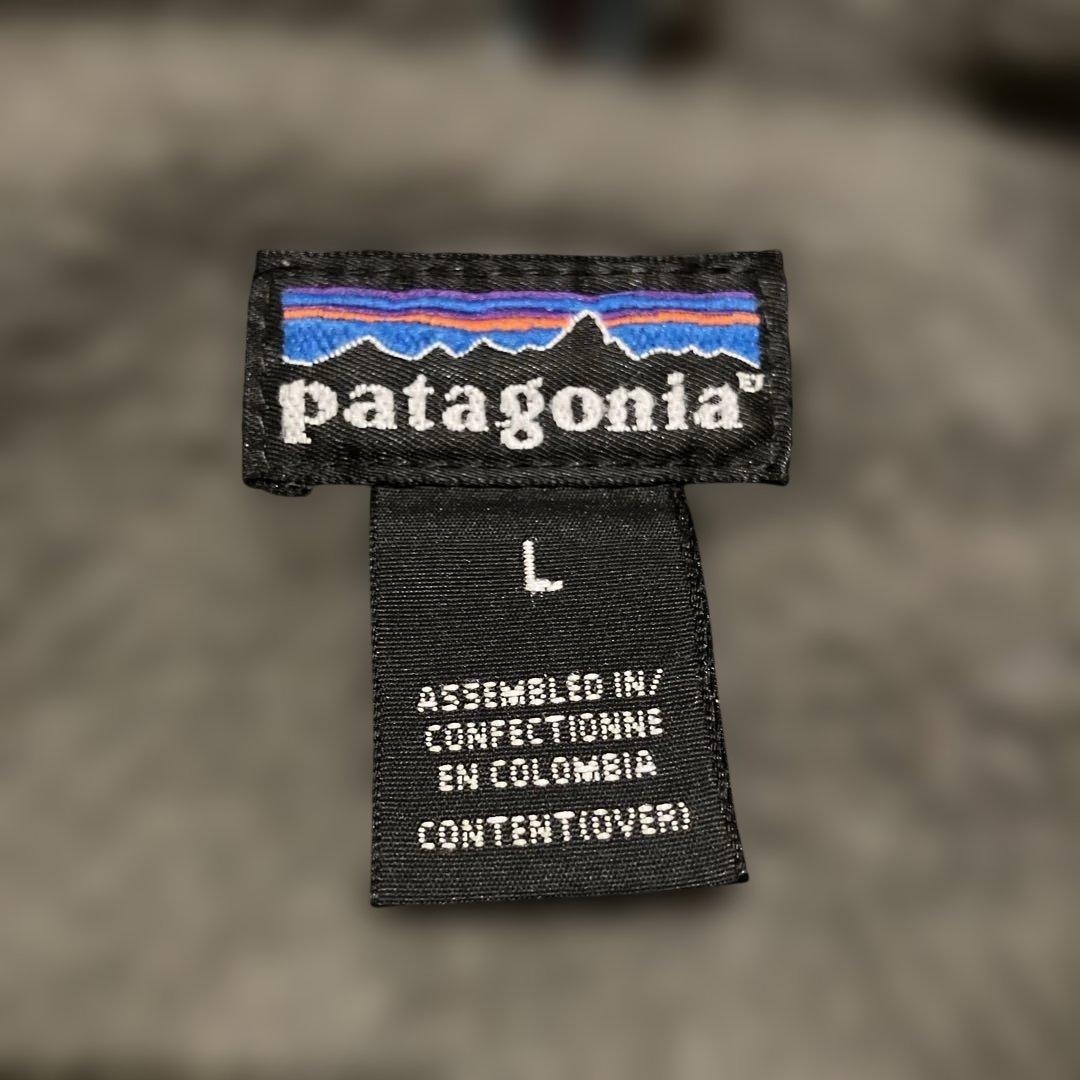 patagonia®
L
ASSEMBLED IN/
CONFECTIONNE
EN COLOMBIA
CONTENT(OVER)